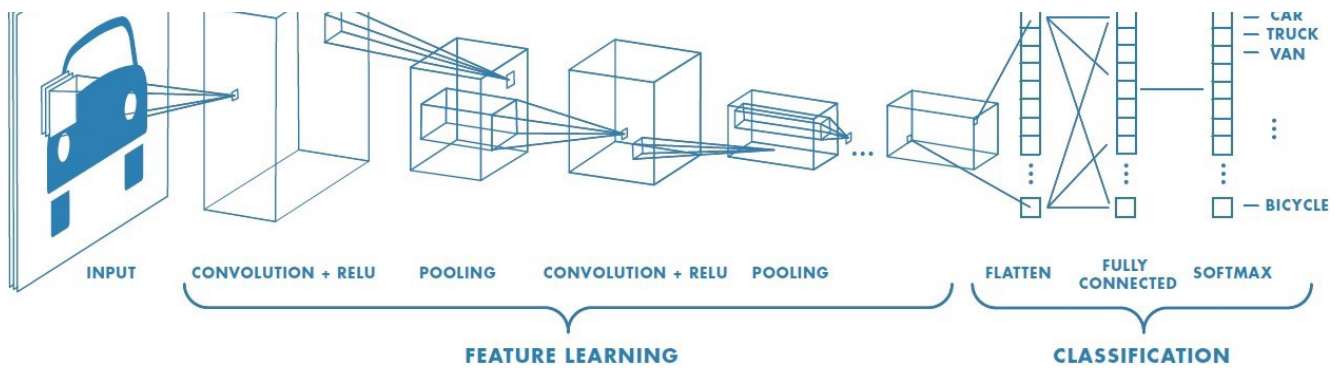 CAR
TRUCK
VAN
BICYCLE
INPUT
CONVOLUTION + RELU
POOLING
CONVOLUTION + RELU
POOLING
FLATTEN
FULLY
CONNECTED
SOFTMAX
FEATURE LEARNING
CLASSIFICATION